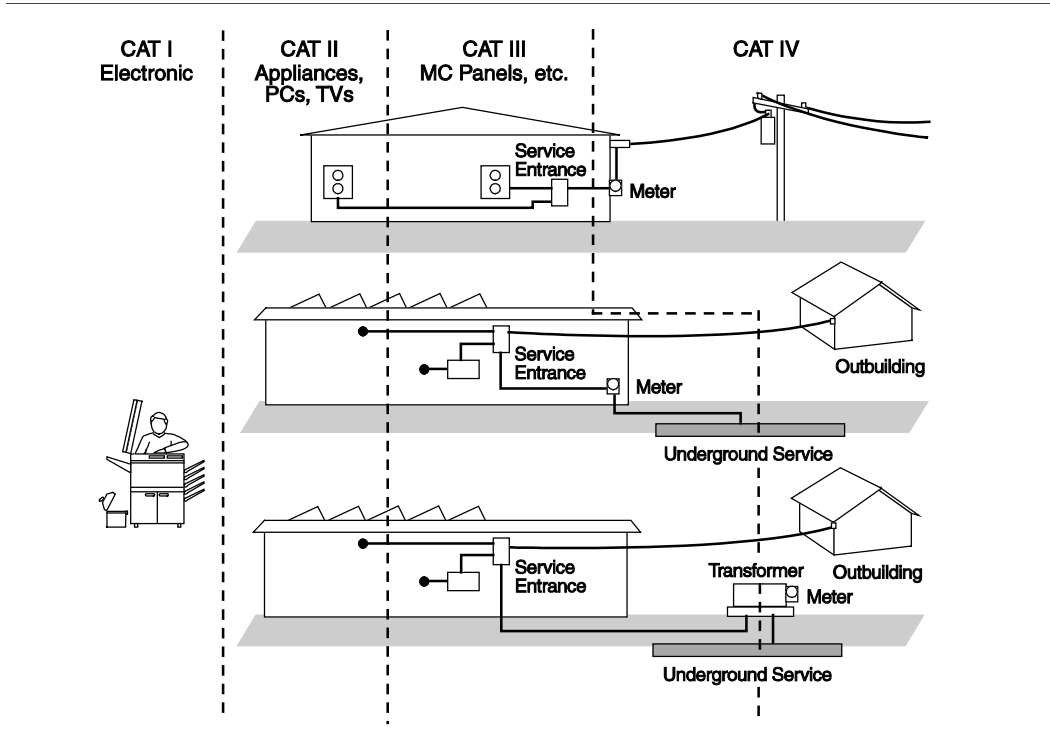 CAT I
Electronic
CAT II
Appliances,
PCs, TVs
CAT III
MC Panels, etc.
CAT IV
Service
Entrance
Meter
Service
Entrance
Meter
Outbuilding
Underground Service
Service
Entrance
Transformer
Meter
Outbuilding
Underground Service